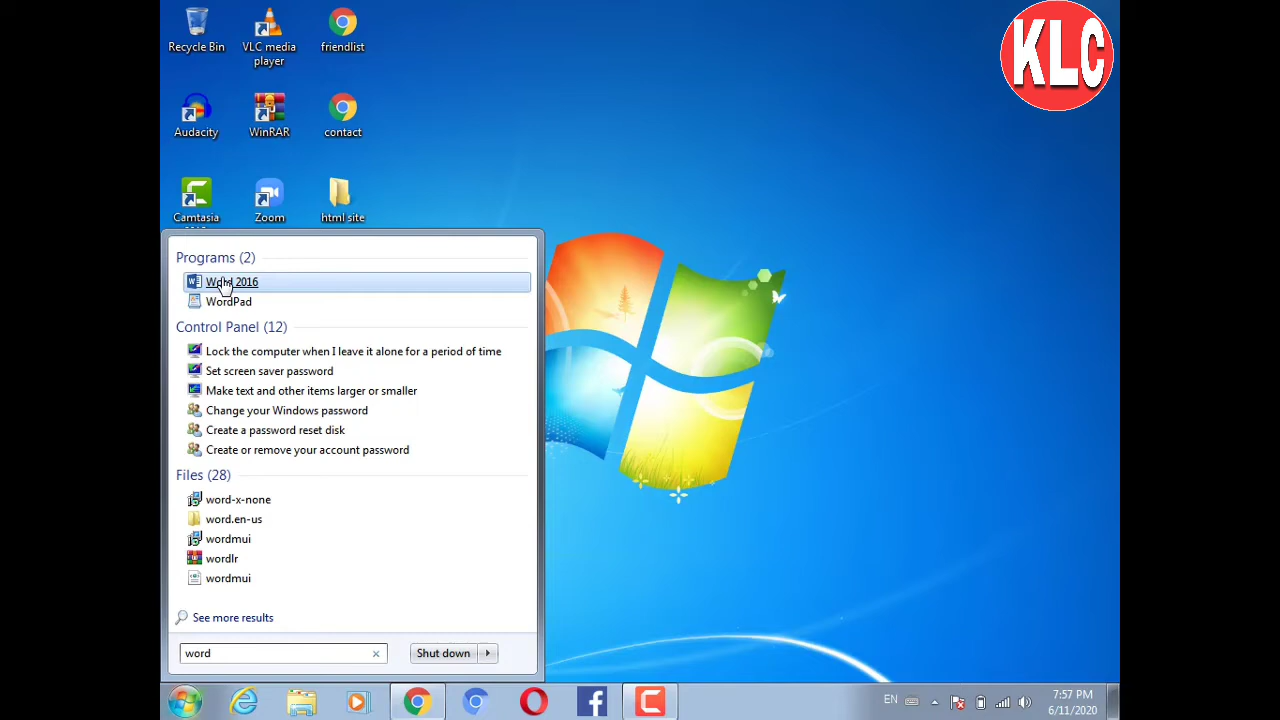 KLC
Recycle Bin
VLC media
player
friendlist
Audacity
WinRAR
contact
Camtasia
Zoom
html site
Programs (2)
Word 2016
WordPad
Control Panel (12)
Lock the computer when I leave it alone for a period of time
Set screen saver password
Make text and other items larger or smaller
Change your Windows password
Create a password reset disk
Create or remove your account password
Files (28)
word-x-none
word.en-us
wordmui
wordlr
wordmui
See more results
word
Shut down
EN
7:57 PM
6/11/2020